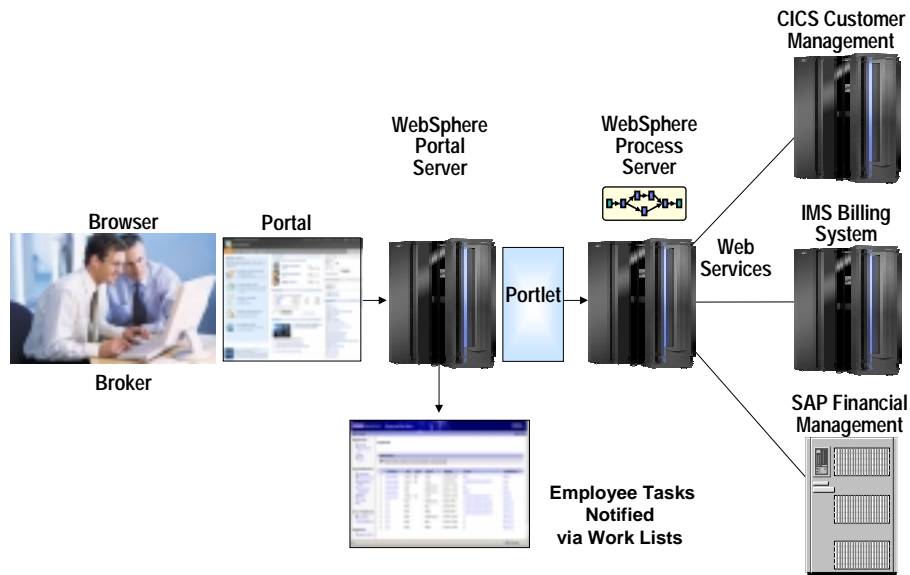 CICS Customer
Management
WebSphere
Portal
Server
WebSphere
Process
Server
Browser
Portal
IMS Billing
System
Web
Services
Portlet
Broker
SAP Financial
Management
Employee Tasks
Notified
via Work Lists